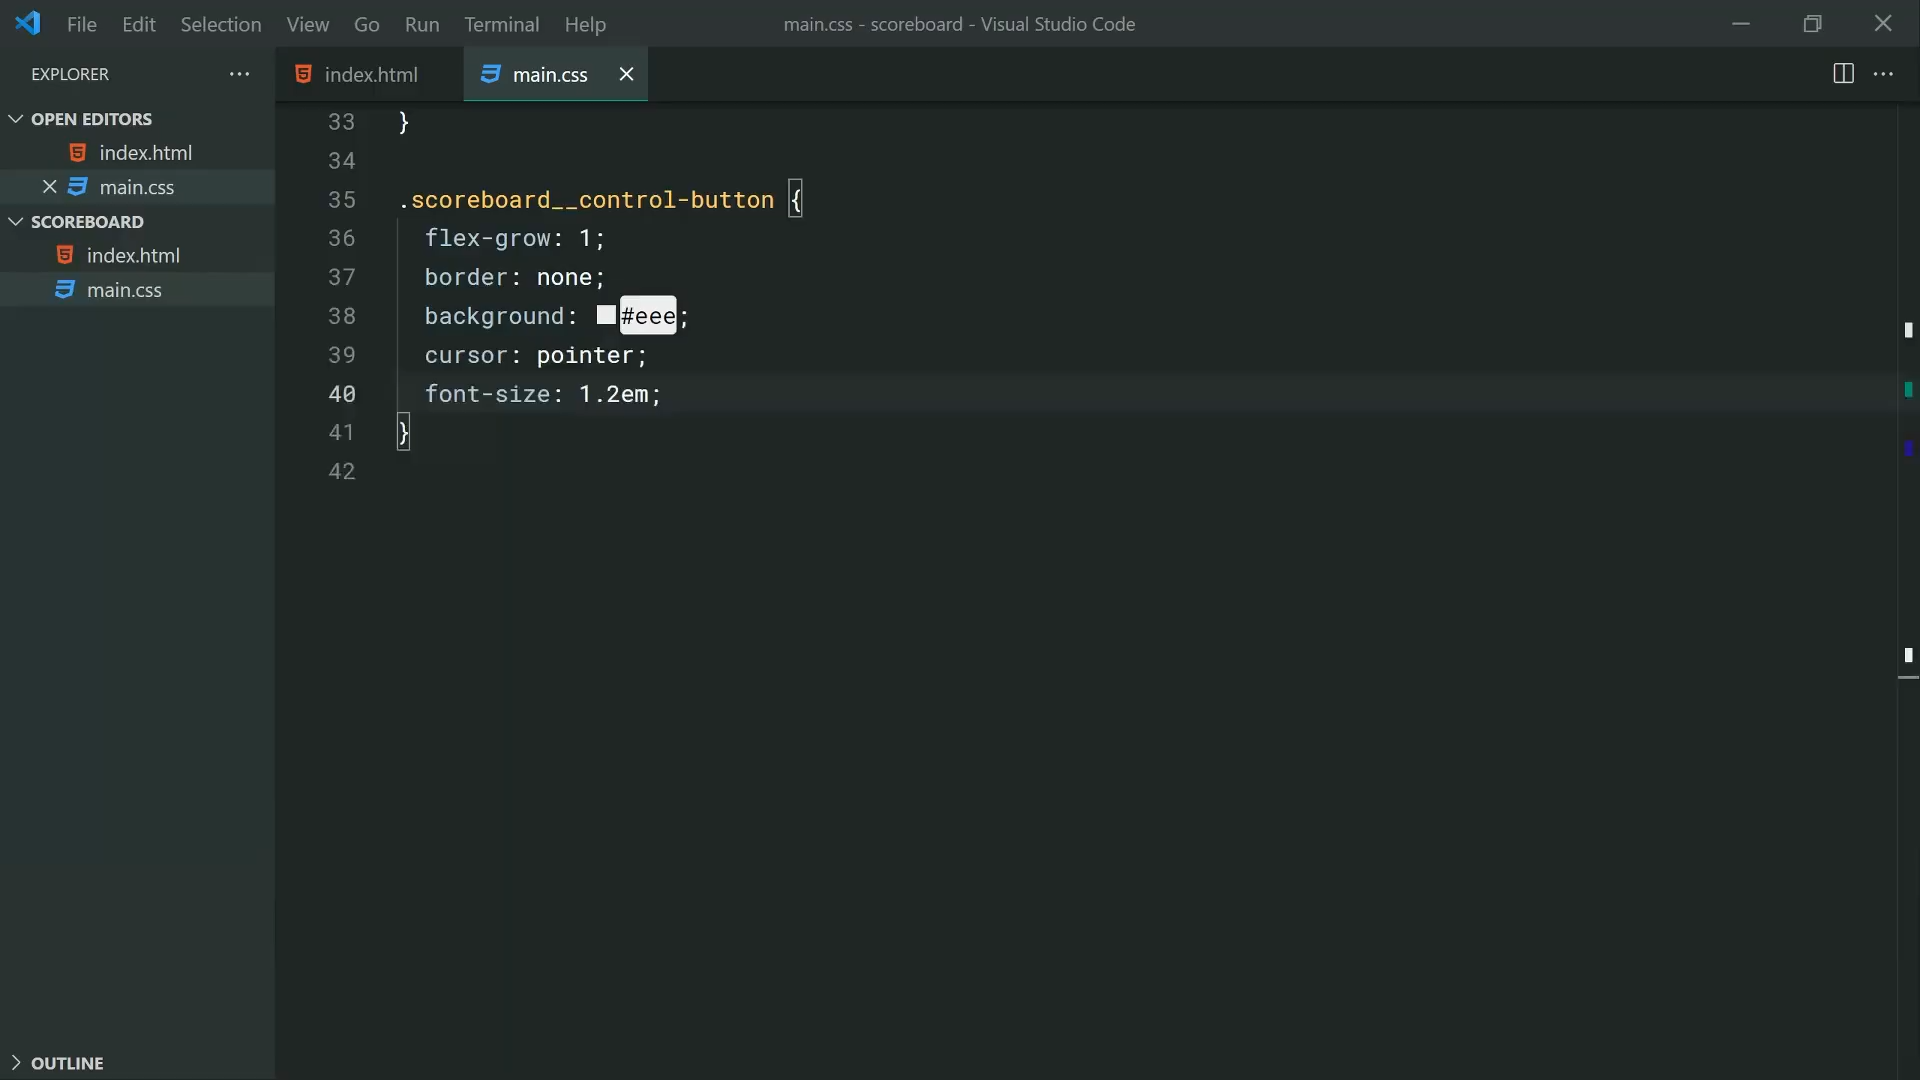 File Edit Selection View Go Run Terminal Help main.css - scoreboard - Visual Studio Code
EXPLORER
index.html main.css
OPEN EDITORS
index.html
main.css
SCOREBOARD
index.html
main.css
33 }
34
35 .scoreboard__control-button {
36 flex-grow: 1;
37 border: none;
38 background: #eee;
39 cursor: pointer;
40 font-size: 1.2em;
41 }
42
OUTLINE